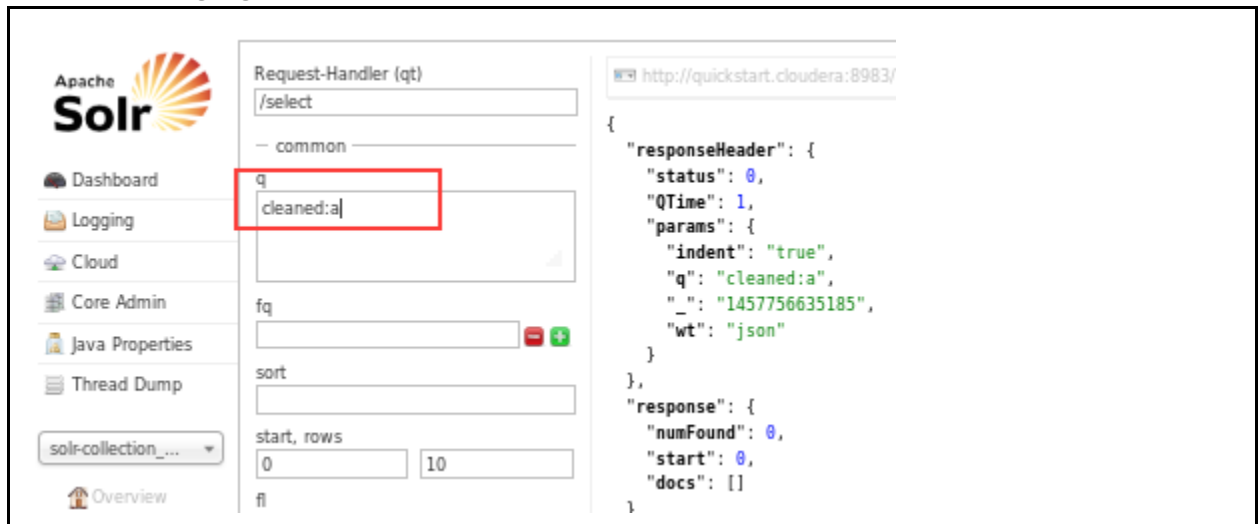 Apache
Solr
Dashboard
Logging
Cloud
Core Admin
Java Properties
Thread Dump
solr-collection_...
Overview
Request-Handler (qt)
/select
common
q
cleaned:a
fq
sort
start, rows
0 10
fl
http://quickstart.cloudera:8983/
{
"responseHeader": {
"status": 0,
"QTime": 1,
"params": {
"indent": "true",
"q": "cleaned:a",
"_": "1457756635185",
"wt": "json"
}
},
"response": {
"numFound": 0,
"start": 0,
"docs": []
}